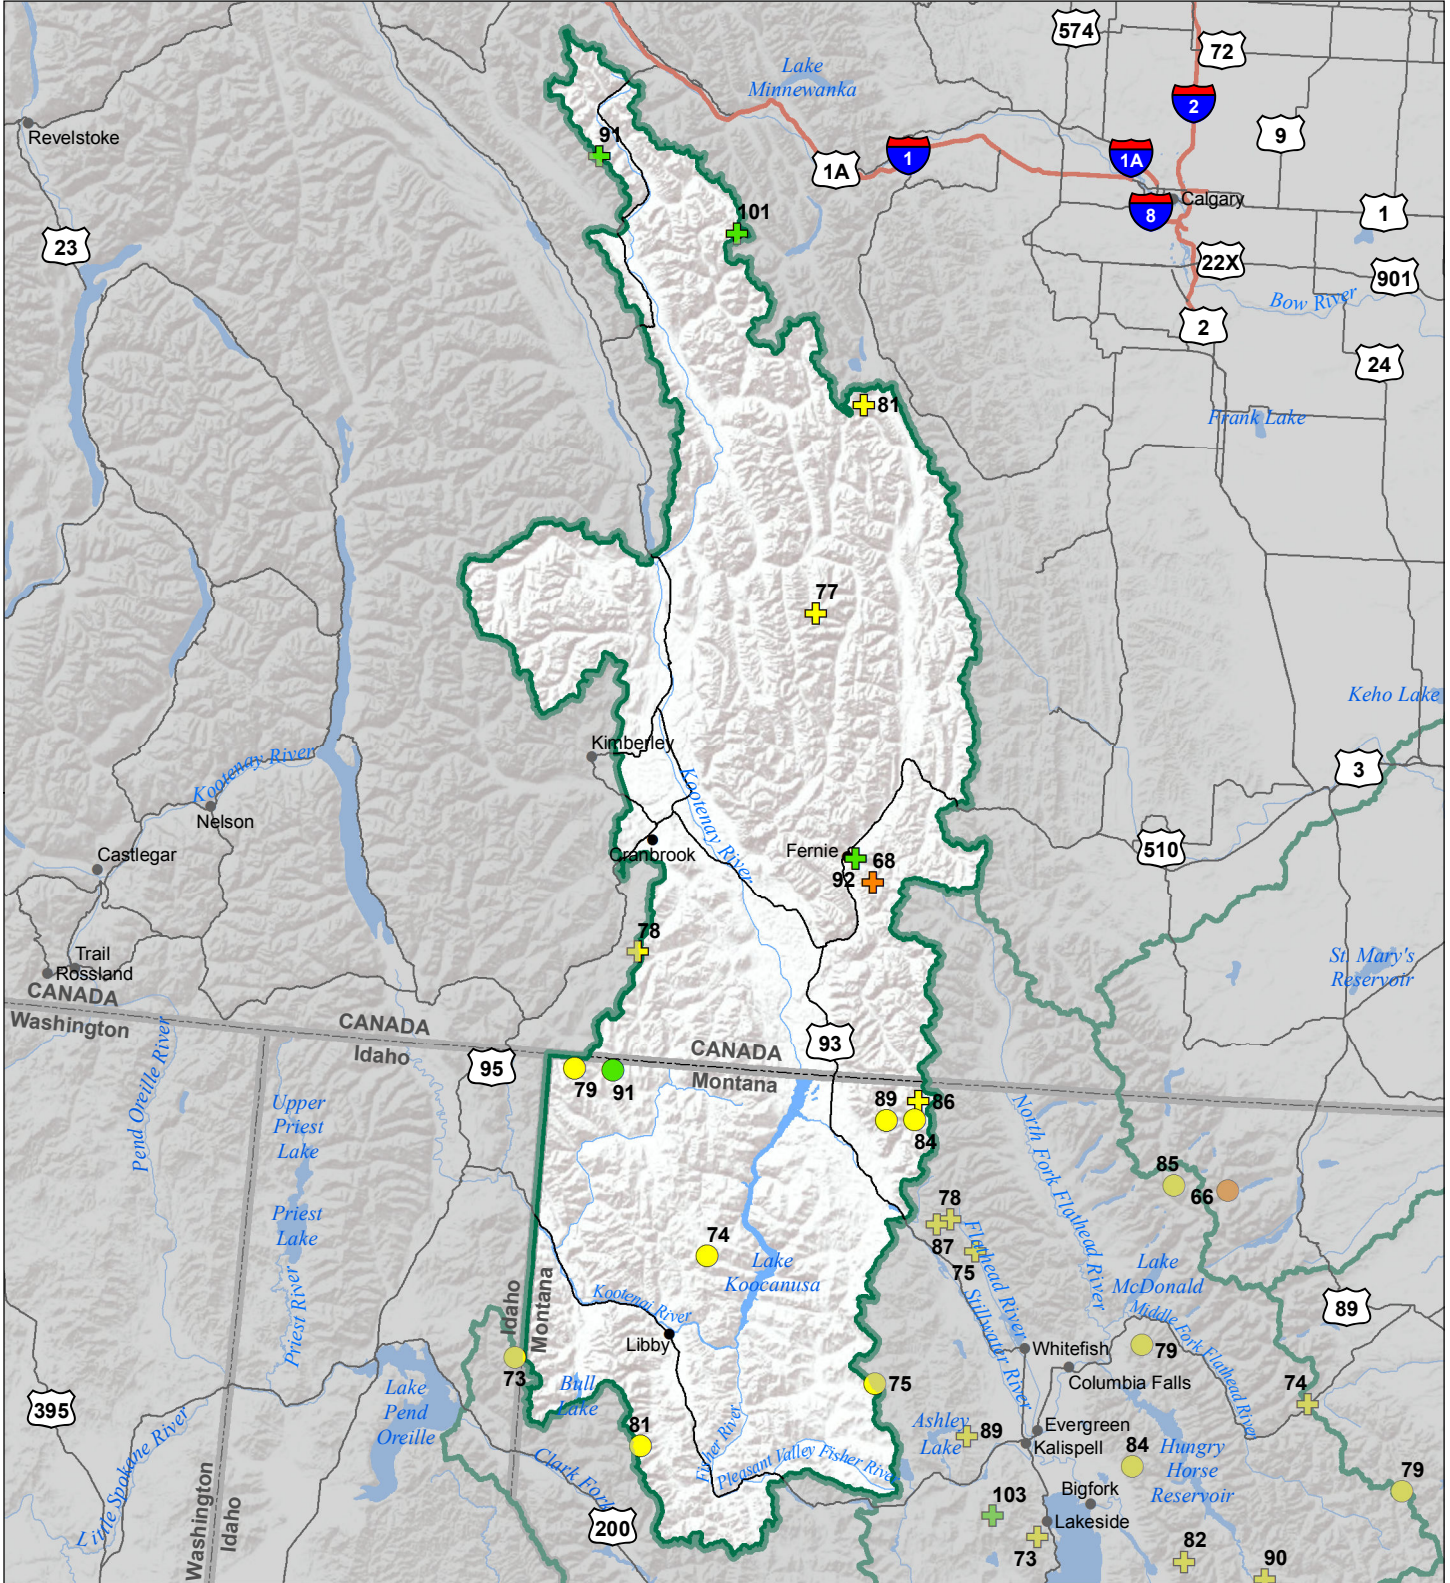 574
72
Lake
Minnewanka
2
9
Revelstoke
91
1A
1
1A
Calgary
8
1
101
23
22X
901
Bow River
2
24
81
Frank Lake
77
Keho Lake
Kimberley
Kootenay River
Kootenay River
3
Nelson
Castlegar
Cranbrook
Fernie
68
92
510
78
Trail
Rossland
St. Mary's
Reservoir
CANADA
Washington
CANADA
Idaho
CANADA
Montana
93
95
79
91
89
86
84
Pend Oreille River
Upper
Priest
Lake
North Fork Flathead River
85
66
78
87
75
Flathead River
Stillwater River
Priest
Lake
Priest River
74
Lake
Koocanusa
Lake
McDonald
Middle Fork Flathead River
89
Idaho
Montana
Kootenai River
Libby
Whitefish
79
Columbia Falls
73
Bull
Lake
75
74
395
Lake
Pend
Oreille
81
Fisher River
Pleasant Valley Fisher River
Ashley
Lake
89
Evergreen
Kalispell
84
Hungry
Horse
Reservoir
79
Little Spokane River
Clark Fork
200
Washington
Idaho
103
Bigfork
Lakeside
73
82
90